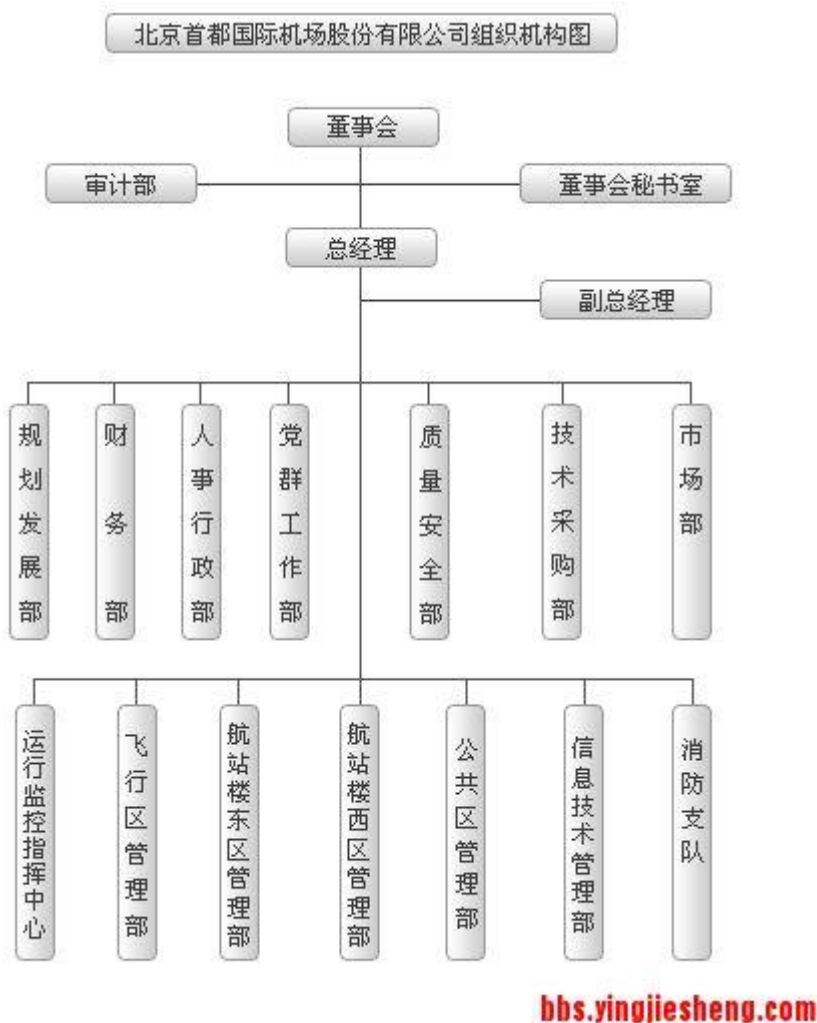 北京首都国际机场股份有限公司组织机构图
董事会
审计部
董事会秘书室
总经理
副总经理
规划发展部
财务部
人事行政部
党群工作部
质量安全部
技术采购部
市场部
运行监控指挥中心
飞行区管理部
航站楼东区管理部
航站楼西区管理部
公共区管理部
信息技术管理部
消防支队
bbs.yingjiesheng.com